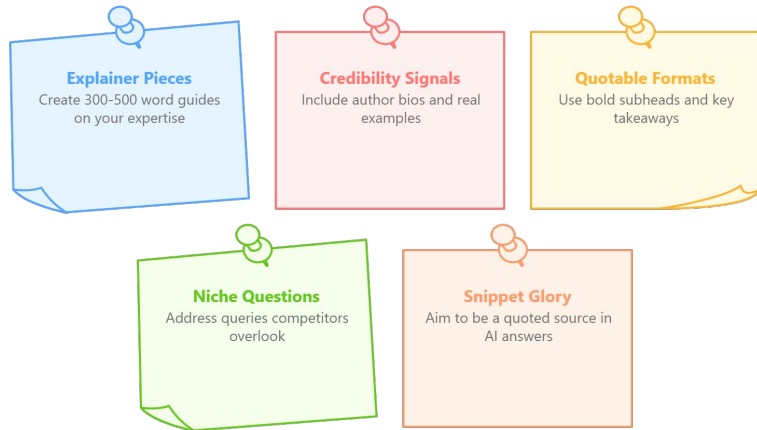 Explainer Pieces
Create 300-500 word guides
on your expertise
Credibility Signals
Include author bios and real
examples
Quotable Formats
Use bold subheads and key
takeaways
Niche Questions
Address queries competitors
overlook
Snippet Glory
Aim to be a quoted source in
AI answers